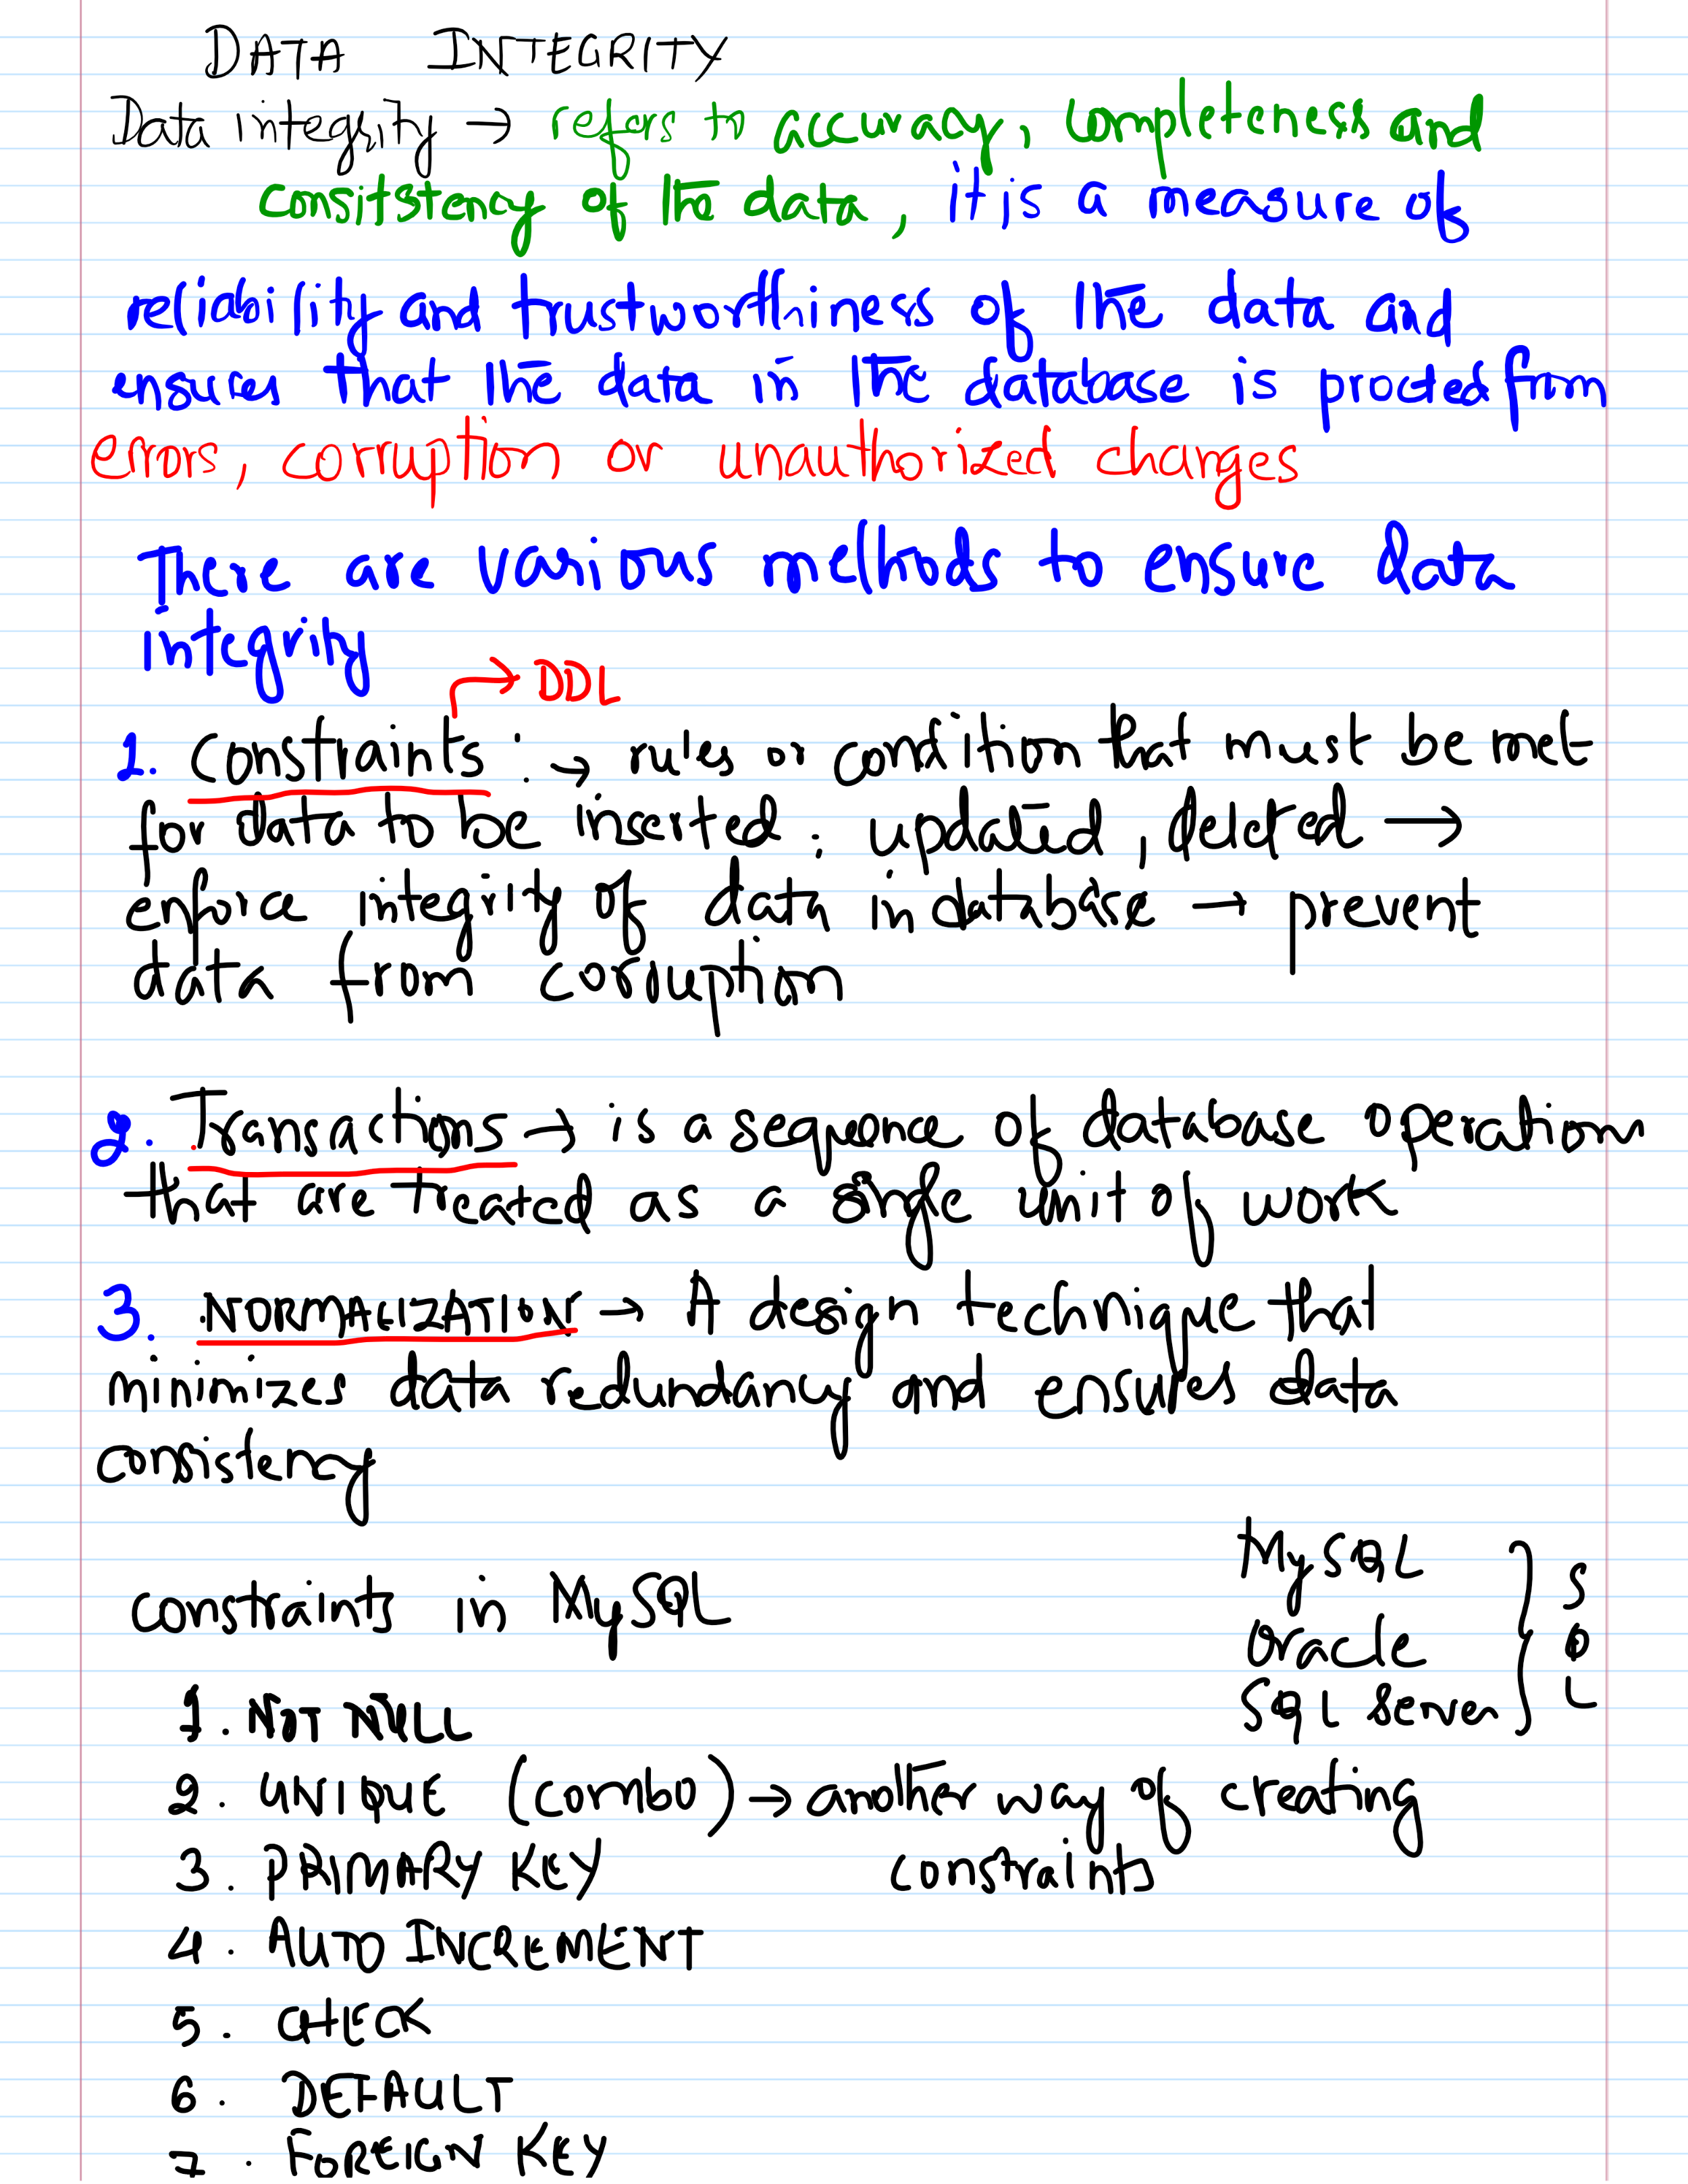 DATA INTEGRITY
Data integrity → refers to accuracy, completeness and
consitstency of the data, it is a measure of
reliability and trustworthiness of the data and
ensures that the data in the database is procted from
errors, corruption or unauthorized charges
There are various methods to ensure data
integrity
→ DDL
1. Constraints : → rules or condition that must be met
for data to be inserted, updated, deleted →
enforce integrity of data in database → prevent
data from corruption
2. Transactions → is a sequence of database operation
that are treated as a single unit of work
3. NORMALIZATION → A design technique that
minimizes data redundancy and ensures data
consistency
MySQL
Oracle
SQL Server
} SQL
constraints in MySQL
1. NOT NULL
2. UNIQUE (combo) → another way of creating
constraints
3. PRIMARY KEY
4. AUTO INCREMENT
5. CHECK
6. DEFAULT
7. FOREIGN KEY